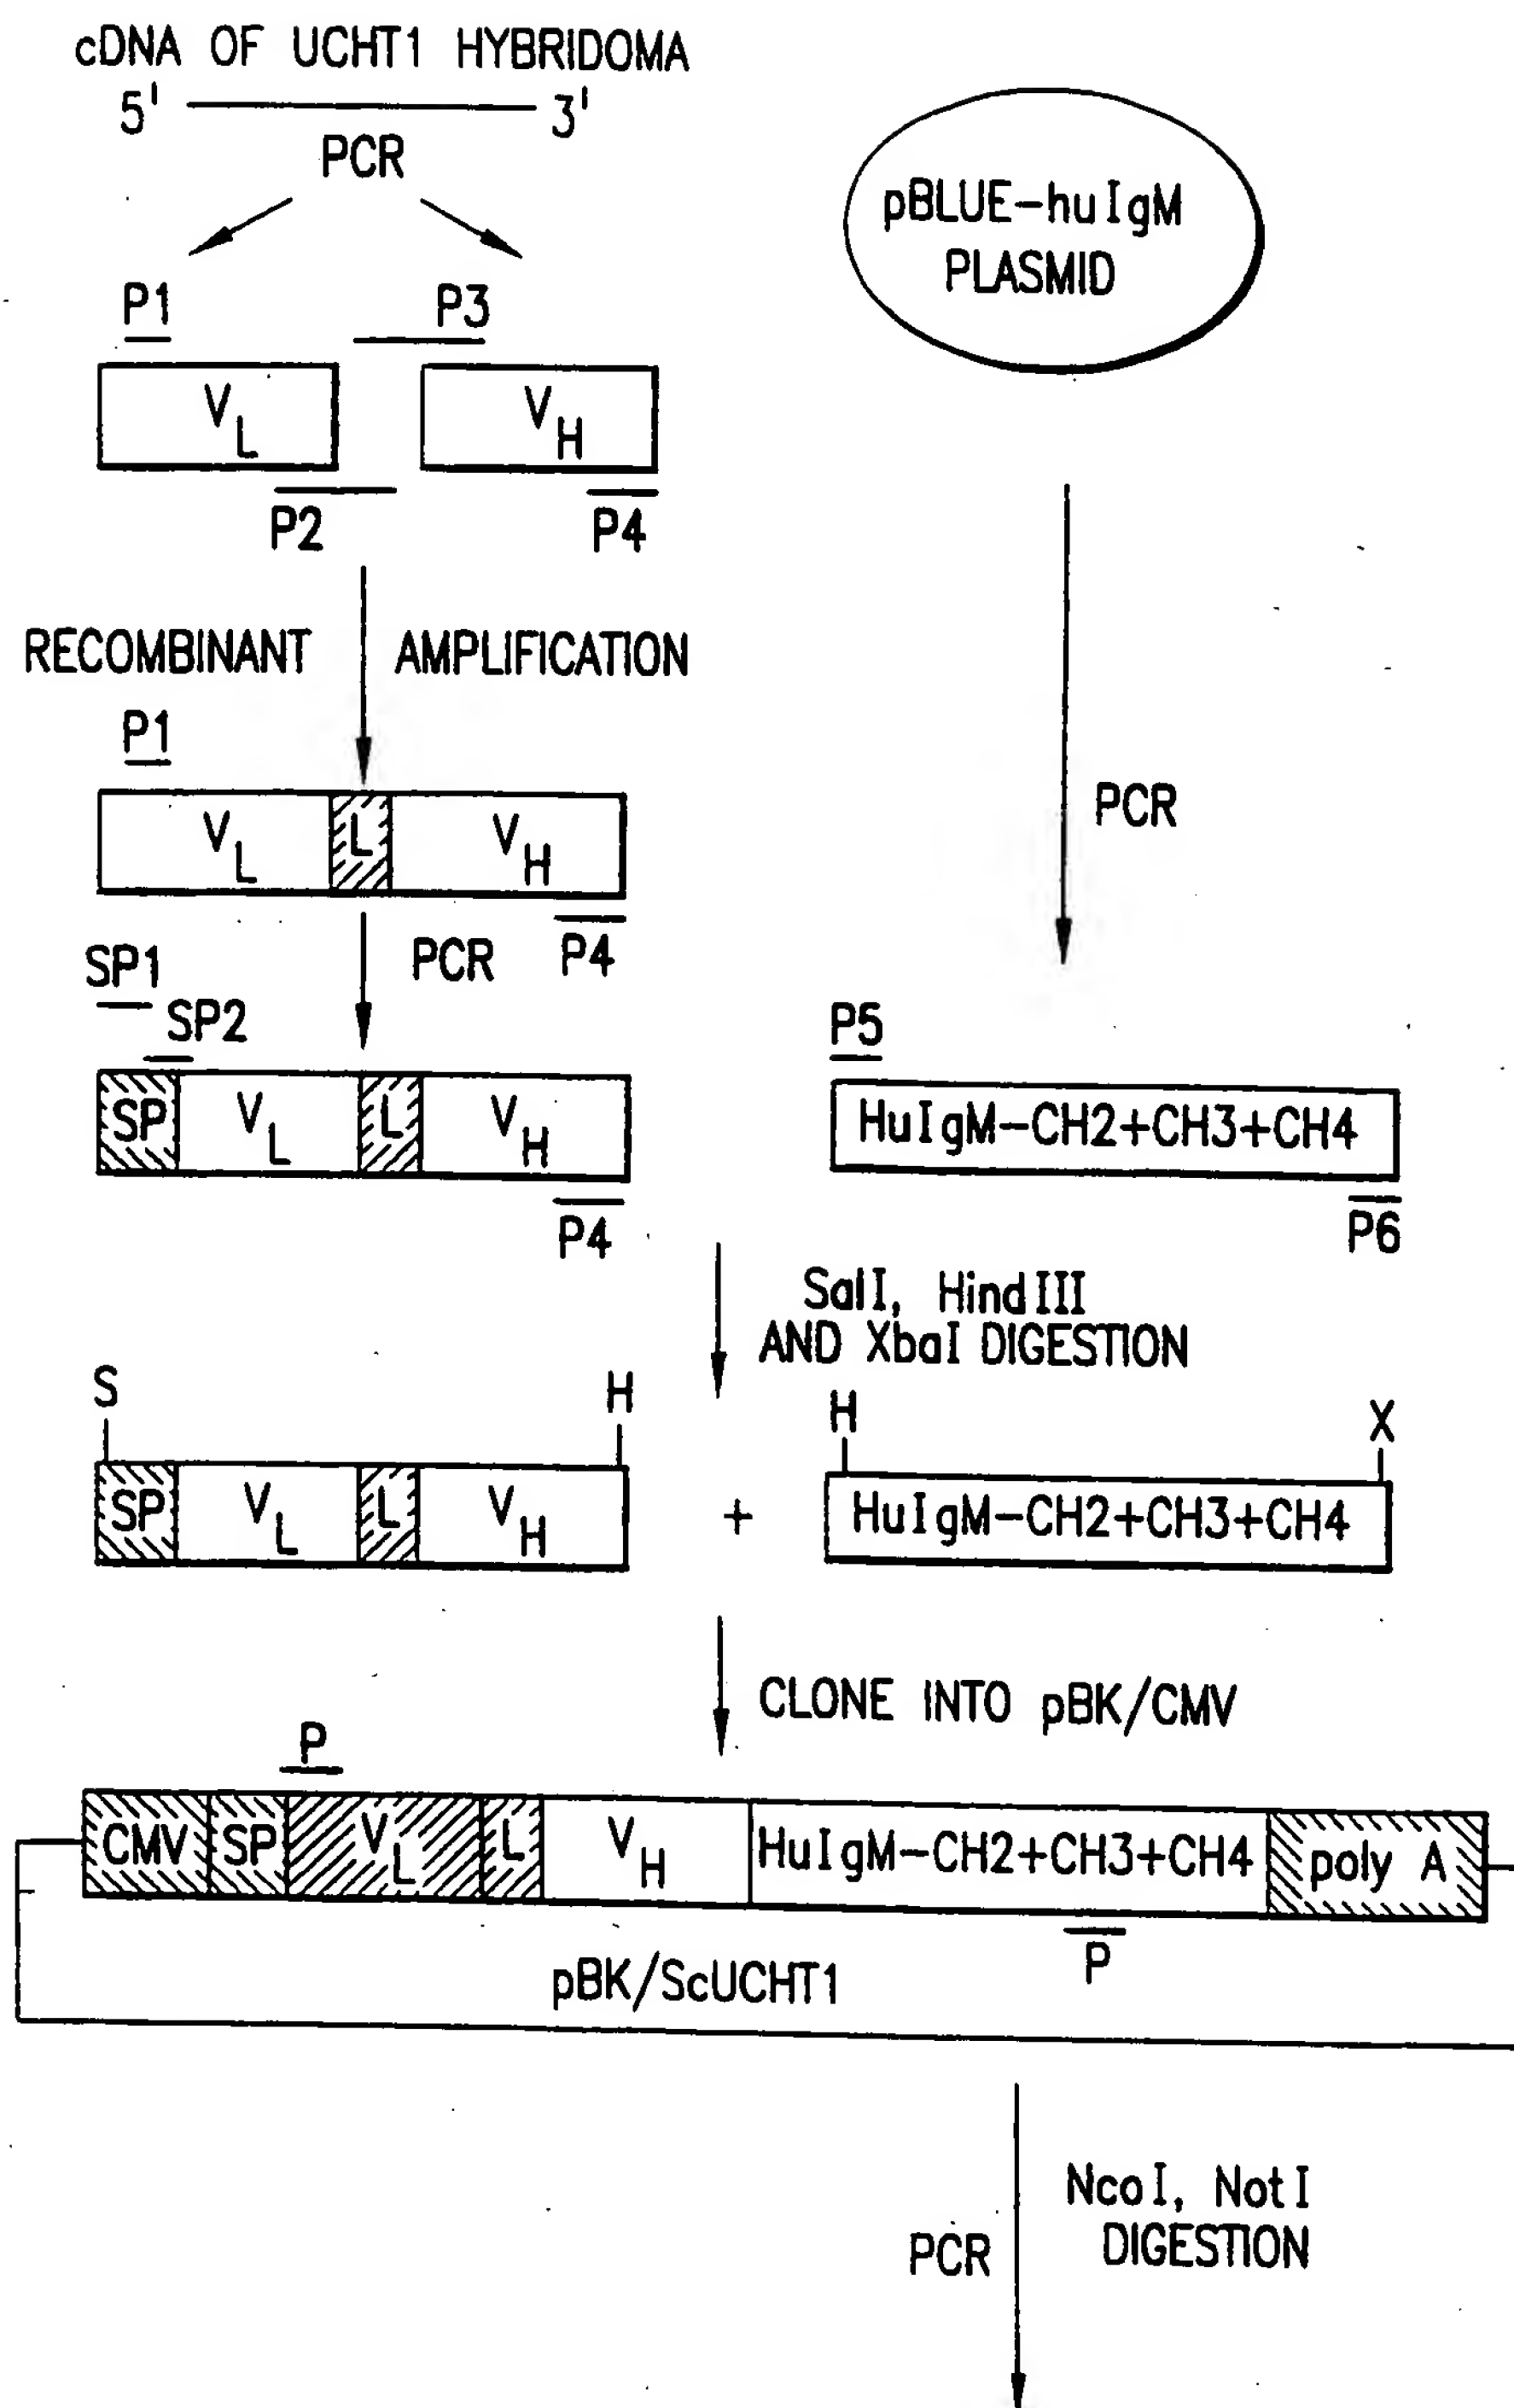 cDNA OF UCHT1 HYBRIDOMA
5' 3'
PCR
pBLUE-huIgM
PLASMID
P1 P3
VL VH
P2 P4
RECOMBINANT AMPLIFICATION
P1
PCR
VL L VH
P4
PCR
SP1
SP2
P5
SP VL L VH
HuIgM-CH2+CH3+CH4
P4
P6
SalI, HindIII
AND XbaI DIGESTION
S H
H X
SP VL L VH + HuIgM-CH2+CH3+CH4
CLONE INTO pBK/CMV
P
CMV SP VL L VH HuIgM-CH2+CH3+CH4 poly A
P
pBK/ScUCHT1
NcoI, NotI
DIGESTION
PCR